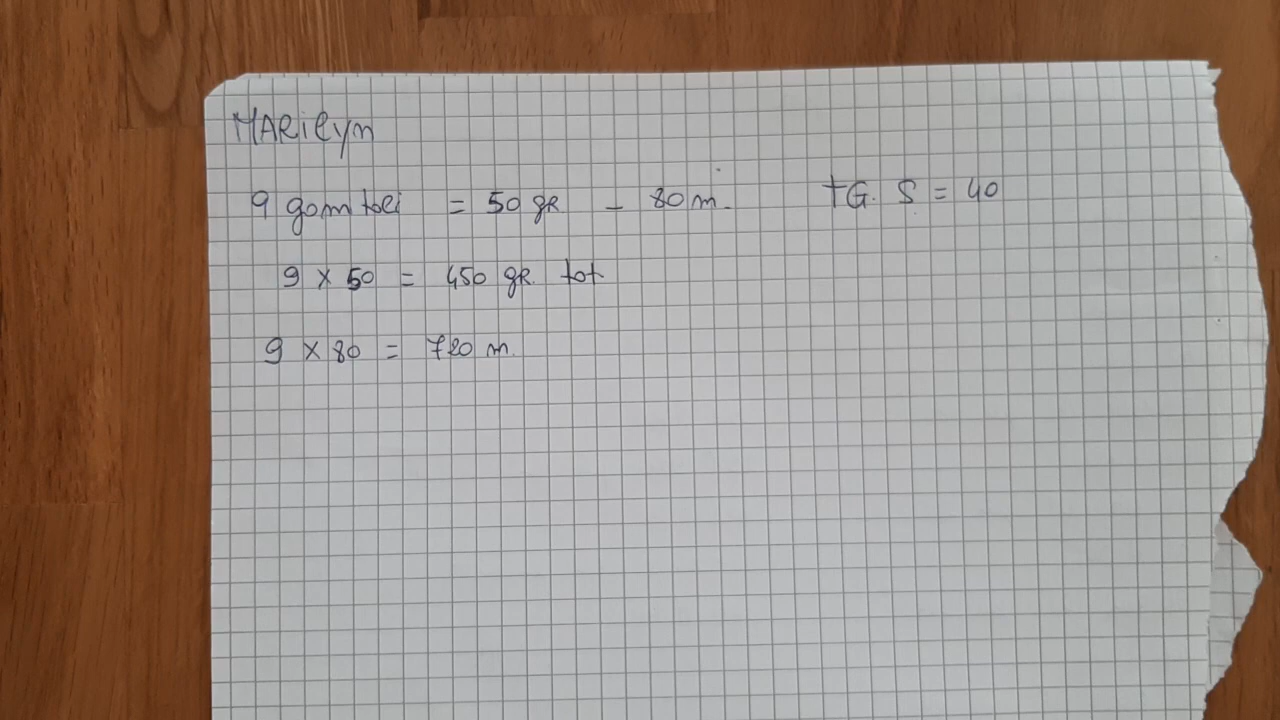 MARilyn
9 gomitoli = 50 gR - 80 m. TG. S = 40
9 x 50 = 450 gR. tot
9 x 80 = 720 m.